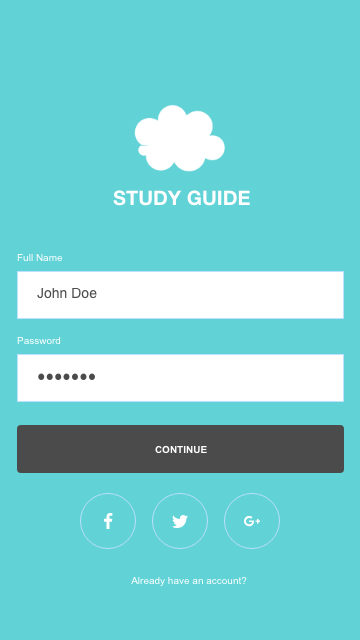 STUDY GUIDE
Full Name
John Doe
Password
●●●●●●●
CONTINUE
f
G+
Already have an account?